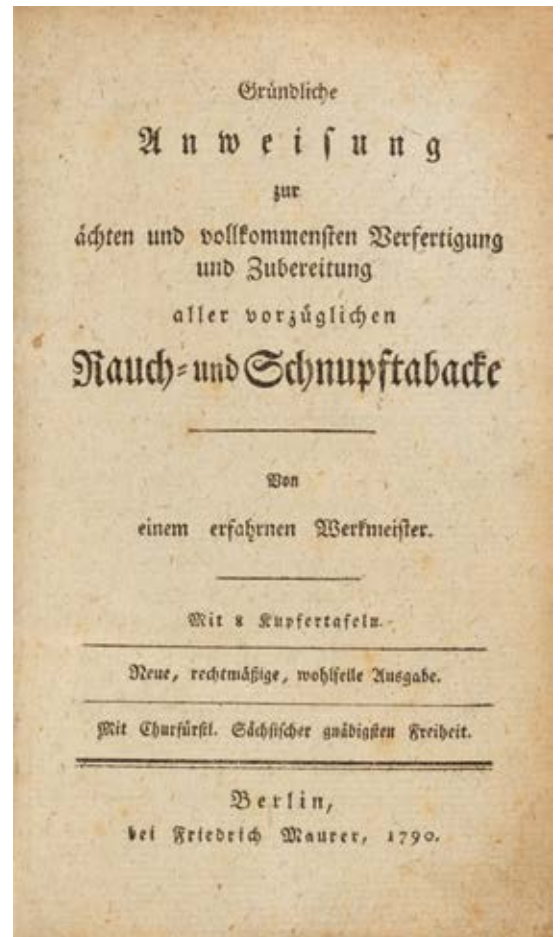 Gründliche
Anweisung
zur
ächten und vollkommensten Verfertigung
und Zubereitung
aller vorzüglichen
Rauch- und Schnupftabacke
Von
einem erfahrnen Werkmeister.
Mit 8 Kupfertafeln.
Neue, rechtmäßige, wohlfeile Ausgabe.
Mit Churfürstl. Sächsischer gnädigsten Freiheit.
Berlin,
bei Friedrich Maurer, 1790.